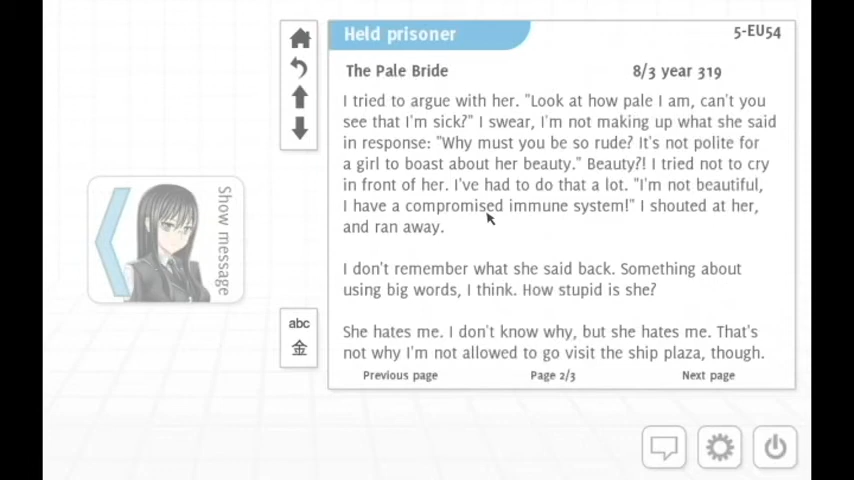 Held prisoner
5-EU54
The Pale Bride
8/3 year 319
I tried to argue with her. "Look at how pale I am, can't you
see that I'm sick?" I swear, I'm not making up what she said
in response: "Why must you be so rude? It's not polite for
a girl to boast about her beauty." Beauty?! I tried not to cry
in front of her. I've had to do that a lot. "I'm not beautiful,
I have a compromised immune system!" I shouted at her,
and ran away.
I don't remember what she said back. Something about
using big words, I think. How stupid is she?
She hates me. I don't know why, but she hates me. That's
not why I'm not allowed to go visit the ship plaza, though.
Previous page
Page 2/3
Next page
Show message
abc
金